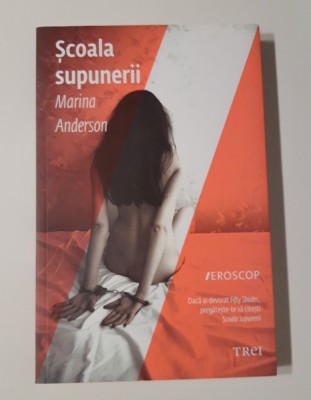 Școala
supunerii
Marina
Anderson
EROSCOP
Dacă ai devorat Fifty Shades,
pregătește-te să citești
Școala supunerii
TREI